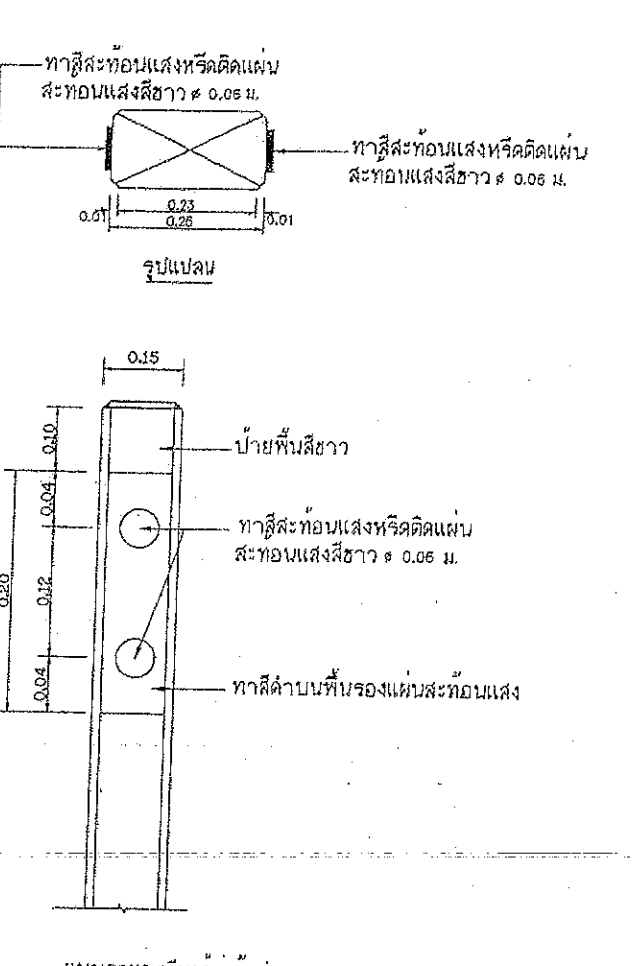 ทาสีสะท้อนแสงหรืดติดแผ่น
สะท้อนแสงสีขาว ø 0.06 ม.
ทาสีสะท้อนแสงหรืดติดแผ่น
สะท้อนแสงสีขาว ø 0.06 ม.
0.01
0.23
0.25
0.01
รูปแปลน
0.15
0.10
ป้ายพื้นสีขาว
0.04
ทาสีสะท้อนแสงหรืดติดแผ่น
สะท้อนแสงสีขาว ø 0.06 ม.
0.20
0.12
0.04
ทาสีดำบนพื้นรองแผ่นสะท้อนแสง